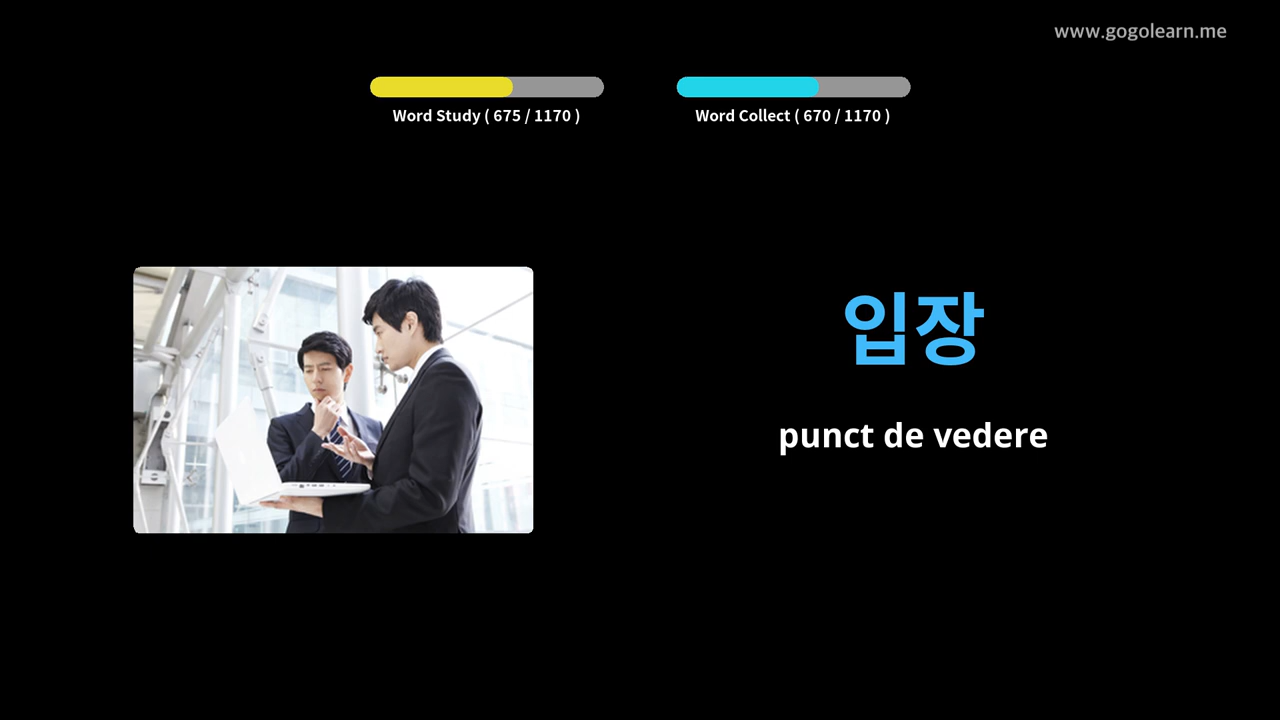 www.gogolearn.me
Word Study ( 675 / 1170 )
Word Collect ( 670 / 1170 )
입장
punct de vedere